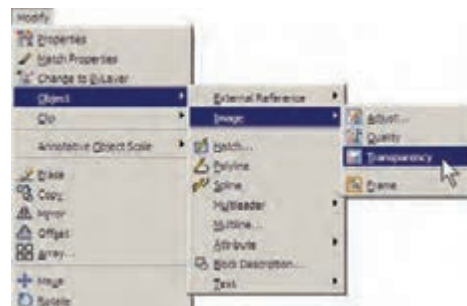 Modify
Properties
Match Properties
Change to ByLayer
Object
Clip
Annotative Object Scale
Erase
Copy
Mirror
Offset
Array...
Move
Rotate
External Reference
Image
Hatch...
Polyline
Spline
Multileader
Multiline...
Attribute
Block Description...
Text
Adjust...
Quality
Transparency
Frame